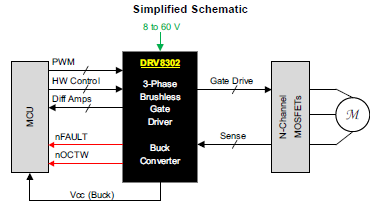 Simplified Schematic
8 to 60 V
PWM
HW Control
Diff Amps
nFAULT
nOCTW
MCU
DRV8302
3-Phase
Brushless
Gate
Driver
Buck
Converter
Gate Drive
Sense
N-Channel
MOSFETs
M
Vcc (Buck)